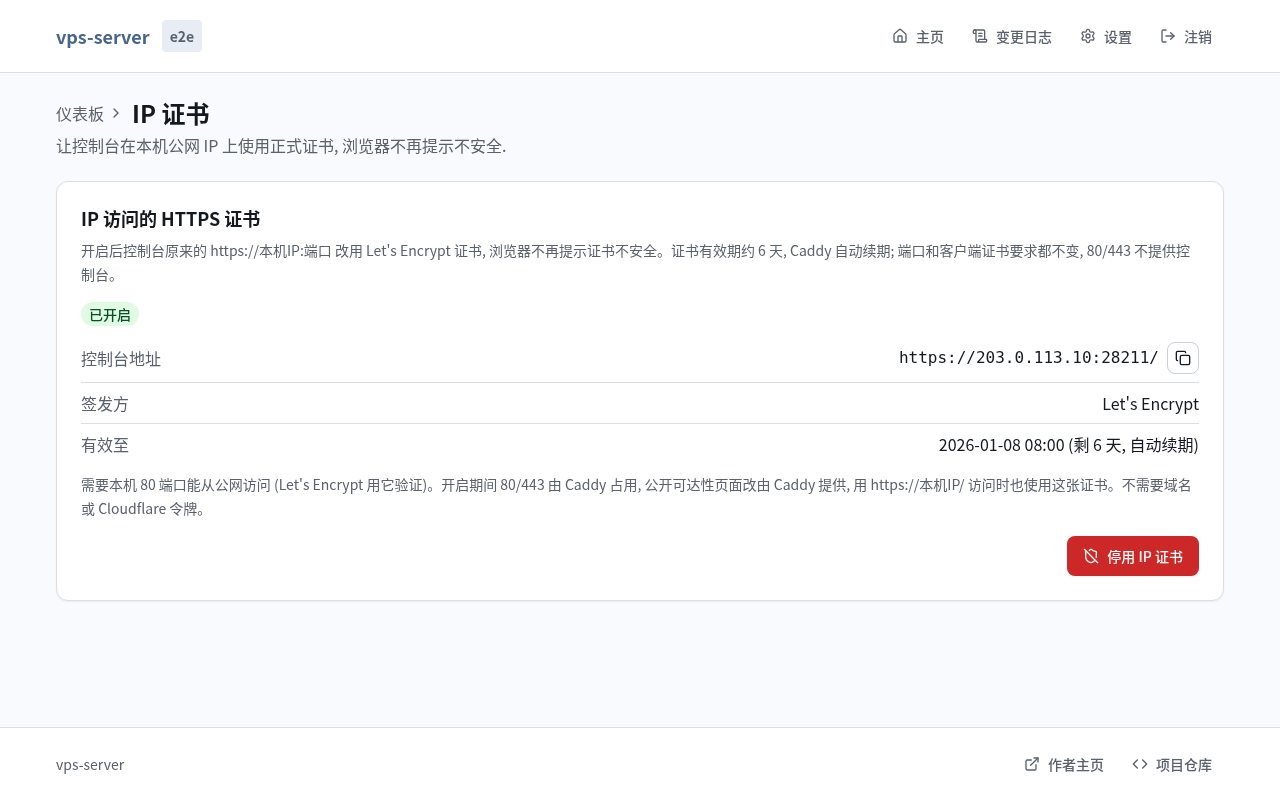 vps-server e2e 主页 变更日志 设置 注销
仪表板 IP 证书
让控制台在本机公网 IP 上使用正式证书, 浏览器不再提示不安全.
IP 访问的 HTTPS 证书
开启后控制台原来的 https://本机IP:端口 改用 Let's Encrypt 证书, 浏览器不再提示证书不安全。证书有效期约 6 天, Caddy 自动续期; 端口和客户端证书要求都不变, 80/443 不提供控
制台。
已开启
控制台地址 https://203.0.113.10:28211/
签发方 Let's Encrypt
有效至 2026-01-08 08:00 (剩 6 天, 自动续期)
需要本机 80 端口能从公网访问 (Let's Encrypt 用它验证)。开启期间 80/443 由 Caddy 占用, 公开可达性页面改由 Caddy 提供, 用 https://本机IP/ 访问时也使用这张证书。不需要域名
或 Cloudflare 令牌。
停用 IP 证书
vps-server 作者主页 项目仓库